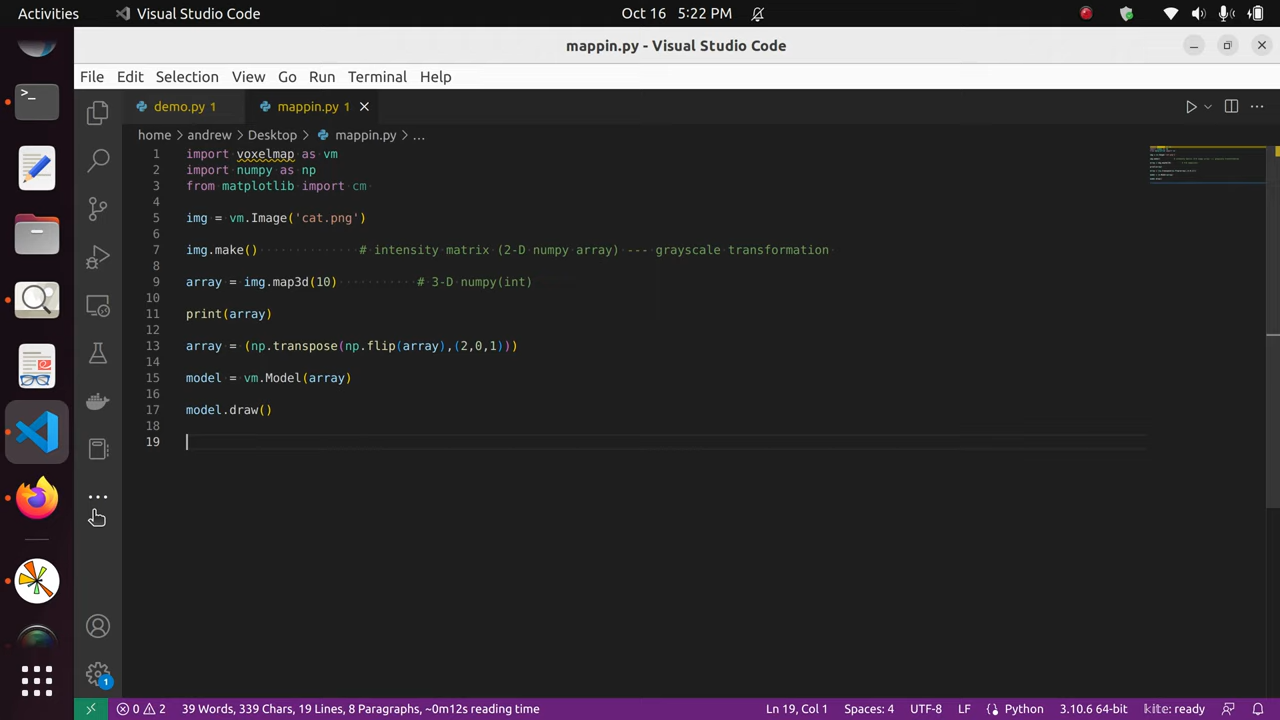 Activities Visual Studio Code Oct 16 5:22 PM
mappin.py - Visual Studio Code
File Edit Selection View Go Run Terminal Help
demo.py 1 mappin.py 1
home > andrew > Desktop > mappin.py > ...
1 import voxelmap as vm
2 import numpy as np
3 from matplotlib import cm
4
5 img = vm.Image('cat.png')
6
7 img.make() # intensity matrix (2-D numpy array) --- grayscale transformation
8
9 array = img.map3d(10) # 3-D numpy(int)
10
11 print(array)
12
13 array = (np.transpose(np.flip(array),(2,0,1)))
14
15 model = vm.Model(array)
16
17 model.draw()
18
19
1
0 2 39 Words, 339 Chars, 19 Lines, 8 Paragraphs, ~0m12s reading time Ln 19, Col 1 Spaces: 4 UTF-8 LF Python 3.10.6 64-bit kite: ready